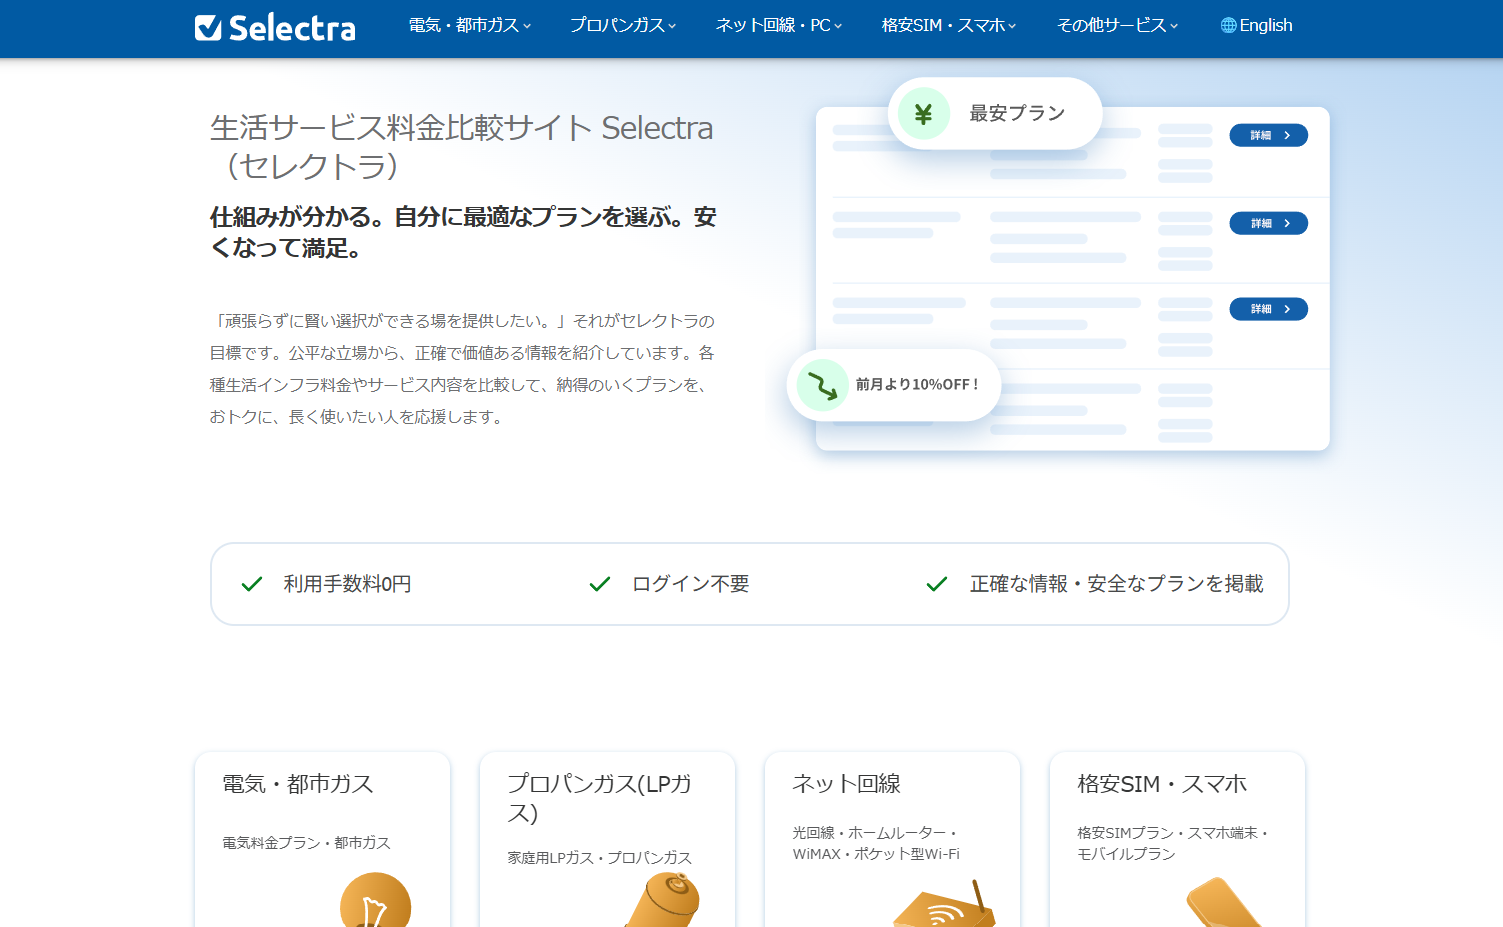 Selectra
電気・都市ガス
プロパンガス
ネット回線・PC
格安SIM・スマホ
その他サービス
English
生活サービス料金比較サイト Selectra
（セレクトラ）
仕組みが分かる。自分に最適なプランを選ぶ。安
くなって満足。
「頑張らずに賢い選択ができる場を提供したい。」それがセレクトラの
目標です。公平な立場から、正確で価値ある情報を紹介しています。各
種生活インフラ料金やサービス内容を比較して、納得のいくプランを、
おトクに、長く使いたい人を応援します。
¥ 最安プラン
詳細
詳細
詳細
前月より10%OFF！
利用手数料0円
ログイン不要
正確な情報・安全なプランを掲載
電気・都市ガス
電気料金プラン・都市ガス
プロパンガス(LPガ
ス)
家庭用LPガス・プロパンガス
ネット回線
光回線・ホームルーター・
WiMAX・ポケット型Wi-Fi
格安SIM・スマホ
格安SIMプラン・スマホ端末・
モバイルプラン